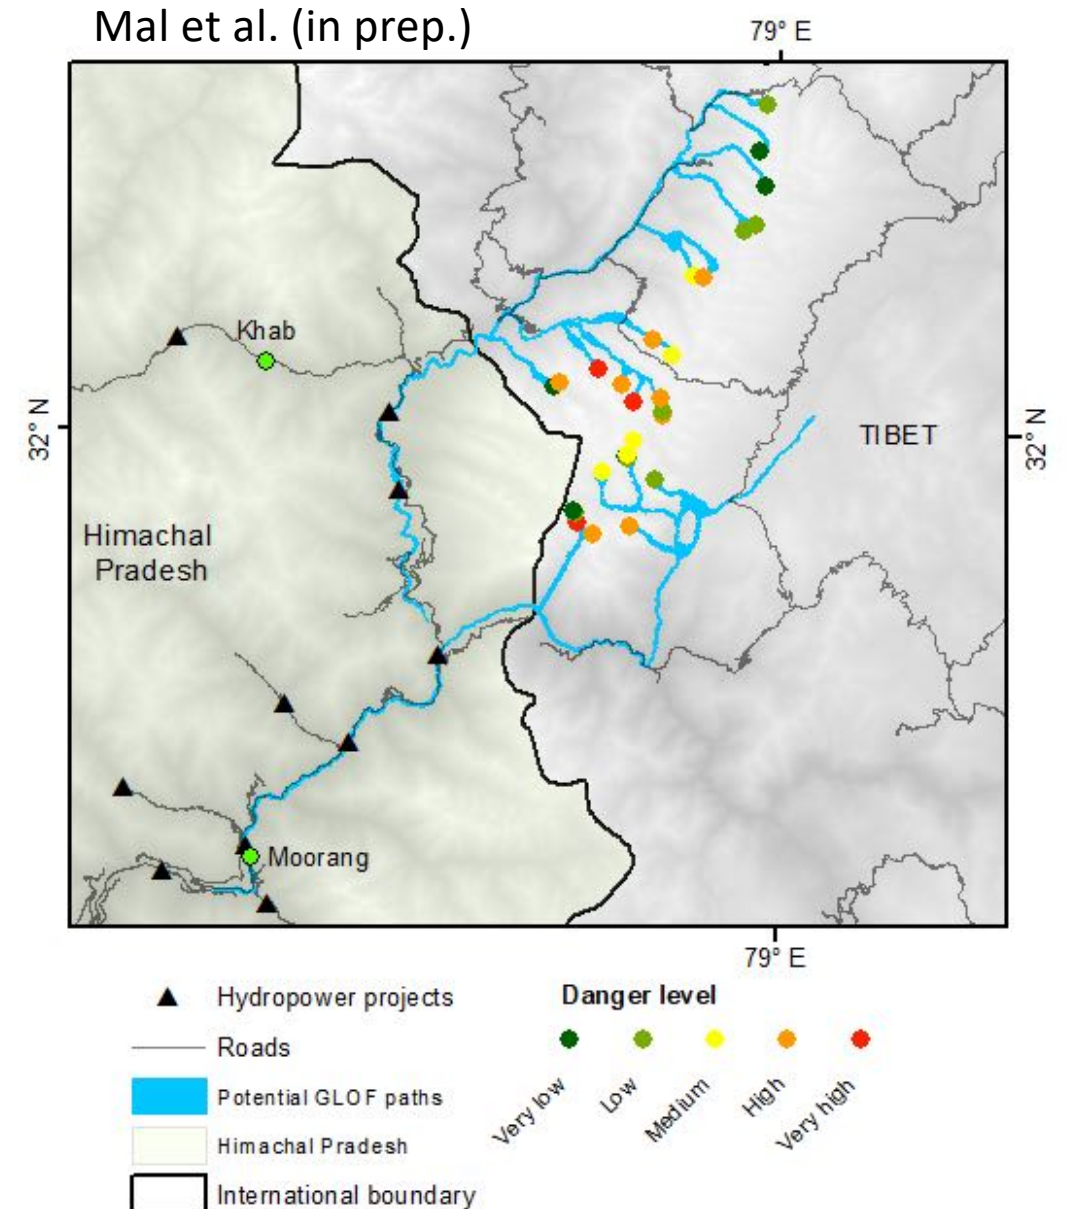 Mal et al. (in prep.)
79° E
Khab
32° N
TIBET
32° N
Himachal
Pradesh
Moorang
79° E
Hydropower projects
Danger level
Roads
Potential GLOF paths
Very low
Low
Medium
High
Very high
Himachal Pradesh
International boundary